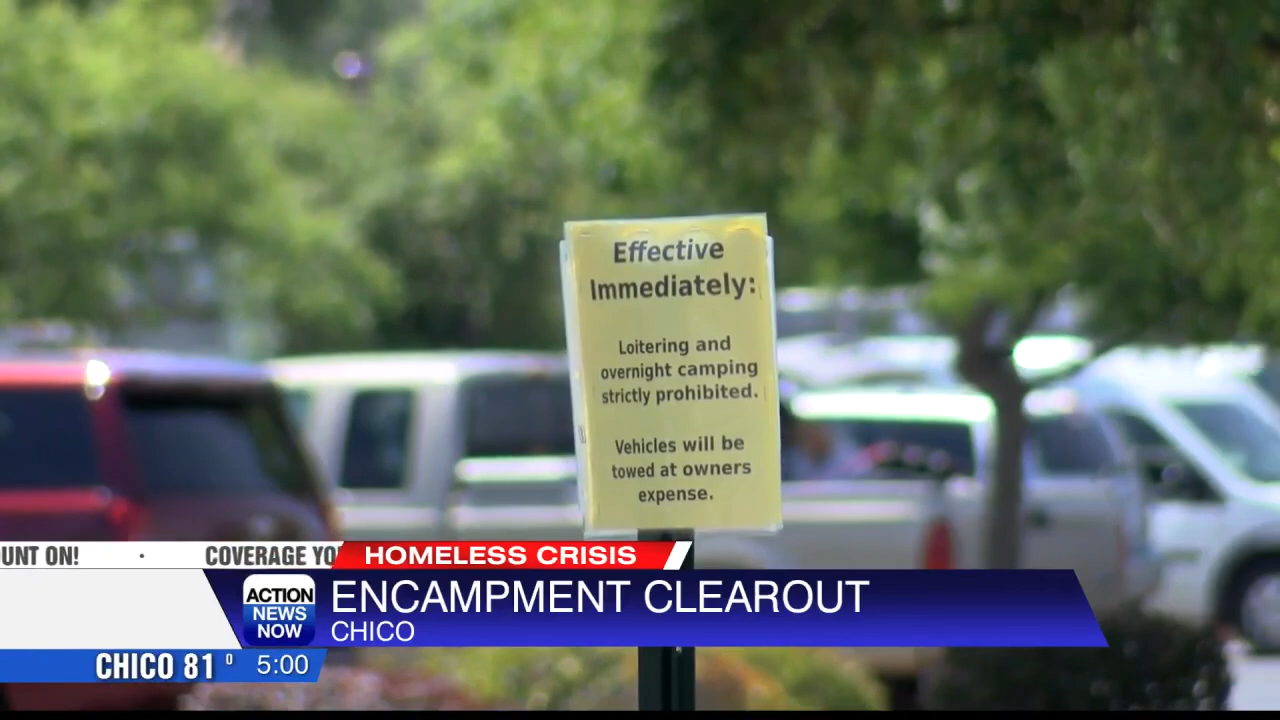 Effective
Immediately:
Loitering and
overnight camping
strictly prohibited.
Vehicles will be
towed at owners
expense.
UNT ON! · COVERAGE YO
HOMELESS CRISIS
ACTION
NEWS
NOW
ENCAMPMENT CLEAROUT
CHICO
CHICO 81° 5:00